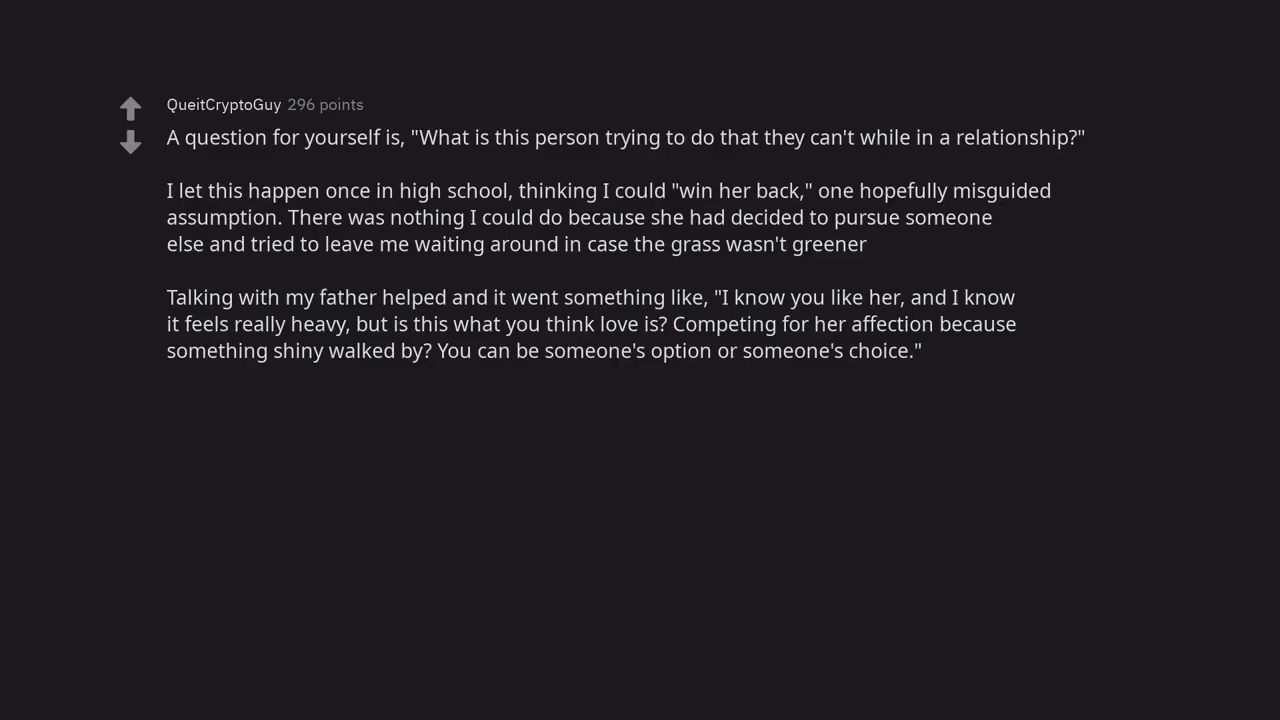 QueitCryptoGuy 296 points
A question for yourself is, "What is this person trying to do that they can't while in a relationship?"
I let this happen once in high school, thinking I could "win her back," one hopefully misguided
assumption. There was nothing I could do because she had decided to pursue someone
else and tried to leave me waiting around in case the grass wasn't greener
Talking with my father helped and it went something like, "I know you like her, and I know
it feels really heavy, but is this what you think love is? Competing for her affection because
something shiny walked by? You can be someone's option or someone's choice."